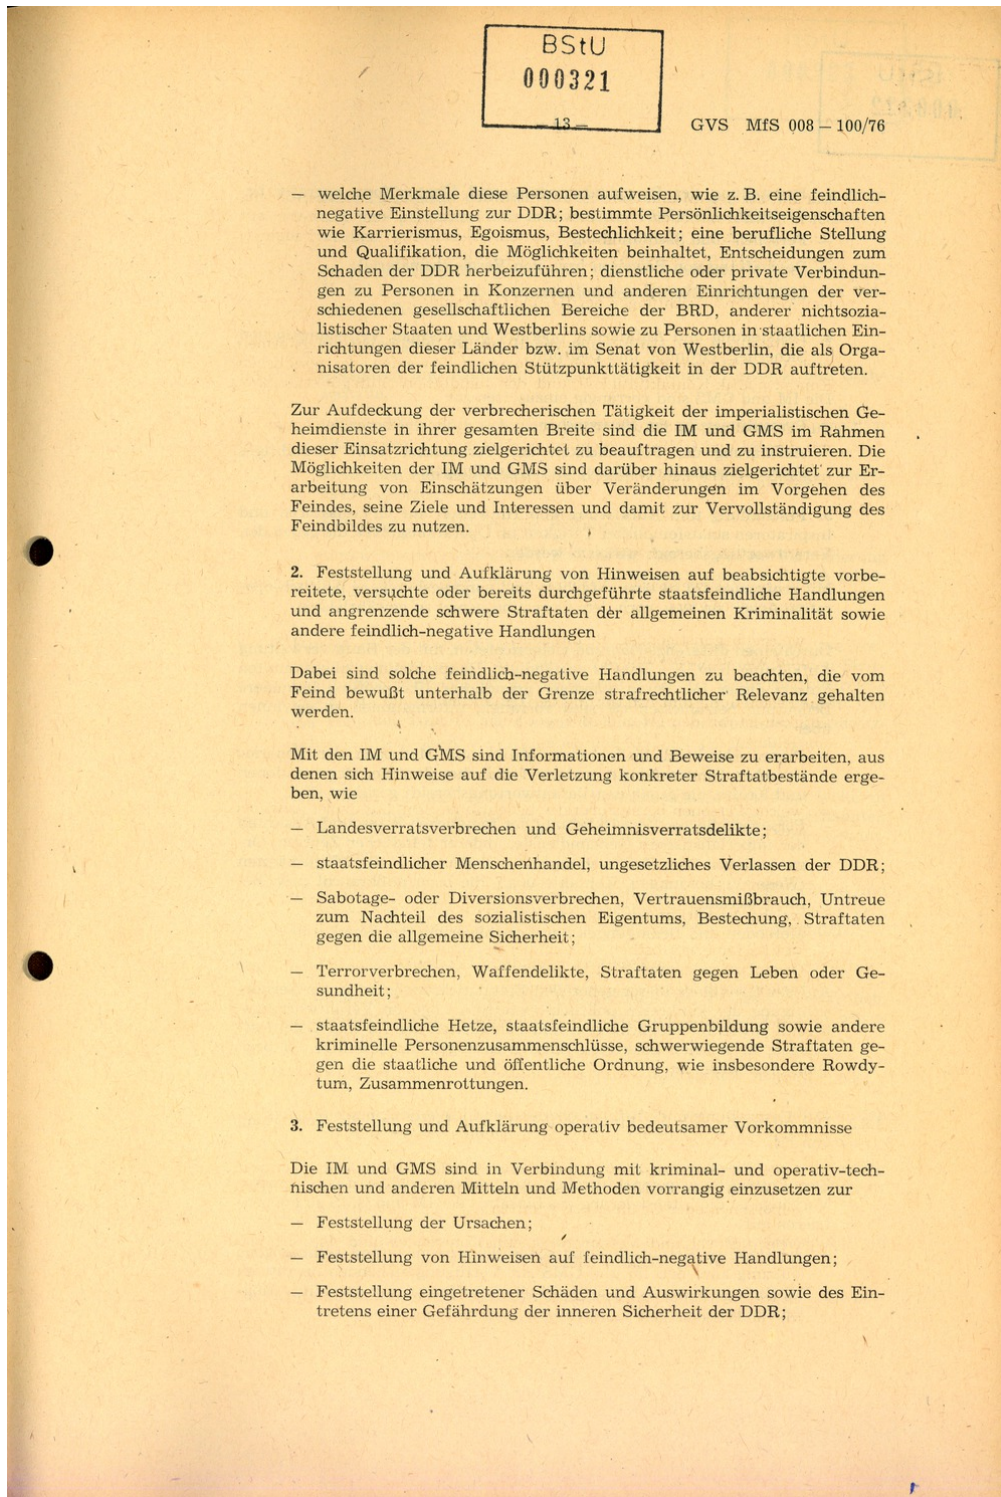 BStU
000321
— 13 —
GVS MfS 008 — 100/76
— welche Merkmale diese Personen aufweisen, wie z. B. eine feindlich-
negative Einstellung zur DDR; bestimmte Persönlichkeitseigenschaften
wie Karrierismus, Egoismus, Bestechlichkeit; eine berufliche Stellung
und Qualifikation, die Möglichkeiten beinhaltet, Entscheidungen zum
Schaden der DDR herbeizuführen; dienstliche oder private Verbindun-
gen zu Personen in Konzernen und anderen Einrichtungen der ver-
schiedenen gesellschaftlichen Bereiche der BRD, anderer nichtsozia-
listischer Staaten und Westberlins sowie zu Personen in staatlichen Ein-
richtungen dieser Länder bzw. im Senat von Westberlin, die als Orga-
nisatoren der feindlichen Stützpunkttätigkeit in der DDR auftreten.
Zur Aufdeckung der verbrecherischen Tätigkeit der imperialistischen Ge-
heimdienste in ihrer gesamten Breite sind die IM und GMS im Rahmen
dieser Einsatzrichtung zielgerichtet zu beauftragen und zu instruieren. Die
Möglichkeiten der IM und GMS sind darüber hinaus zielgerichtet zur Er-
arbeitung von Einschätzungen über Veränderungen im Vorgehen des
Feindes, seine Ziele und Interessen und damit zur Vervollständigung des
Feindbildes zu nutzen.
2. Feststellung und Aufklärung von Hinweisen auf beabsichtigte vorbe-
reitete, versuchte oder bereits durchgeführte staatsfeindliche Handlungen
und angrenzende schwere Straftaten der allgemeinen Kriminalität sowie
andere feindlich-negative Handlungen
Dabei sind solche feindlich-negative Handlungen zu beachten, die vom
Feind bewußt unterhalb der Grenze strafrechtlicher Relevanz gehalten
werden.
Mit den IM und GMS sind Informationen und Beweise zu erarbeiten, aus
denen sich Hinweise auf die Verletzung konkreter Straftatbestände erge-
ben, wie
— Landesverratsverbrechen und Geheimnisverratsdelikte;
— staatsfeindlicher Menschenhandel, ungesetzliches Verlassen der DDR;
— Sabotage- oder Diversionsverbrechen, Vertrauensmißbrauch, Untreue
zum Nachteil des sozialistischen Eigentums, Bestechung, Straftaten
gegen die allgemeine Sicherheit;
— Terrorverbrechen, Waffendelikte, Straftaten gegen Leben oder Ge-
sundheit;
— staatsfeindliche Hetze, staatsfeindliche Gruppenbildung sowie andere
kriminelle Personenzusammenschlüsse, schwerwiegende Straftaten ge-
gen die staatliche und öffentliche Ordnung, wie insbesondere Rowdy-
tum, Zusammenrottungen.
3. Feststellung und Aufklärung operativ bedeutsamer Vorkommnisse
Die IM und GMS sind in Verbindung mit kriminal- und operativ-tech-
nischen und anderen Mitteln und Methoden vorrangig einzusetzen zur
— Feststellung der Ursachen;
— Feststellung von Hinweisen auf feindlich-negative Handlungen;
— Feststellung eingetretener Schäden und Auswirkungen sowie des Ein-
tretens einer Gefährdung der inneren Sicherheit der DDR;